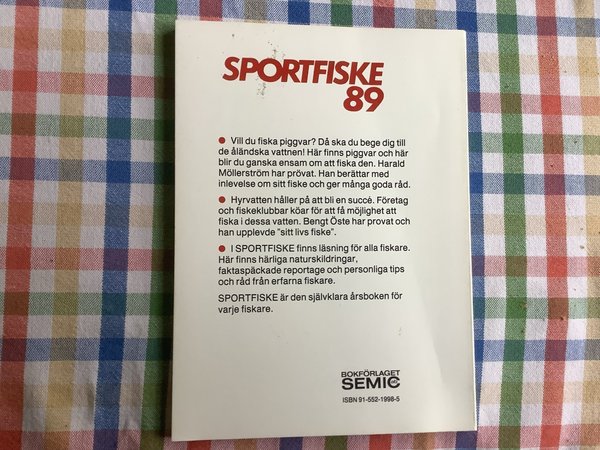 SPORTFISKE
89
● Vill du fiska piggvar? Då ska du bege dig till
de åländska vattnen! Här finns piggvar och här
blir du ganska ensam om att fiska den. Harald
Möllerström har prövat. Han berättar med
inlevelse om sitt fiske och ger många goda råd.
● Hyrvatten håller på att bli en succè. Företag
och fiskeklubbar köar för att få möjlighet att
fiska i dessa vatten. Bengt Öste har provat och
han upplevde "sitt livs fiske".
● I SPORTFISKE finns läsning för alla fiskare.
Här finns härliga naturskildringar,
faktaspäckade reportage och personliga tips
och råd från erfarna fiskare.
SPORTFISKE är den självklara årsboken för
varje fiskare.
BOKFÖRLAGET
SEMIC
ISBN 91-552-1998-5